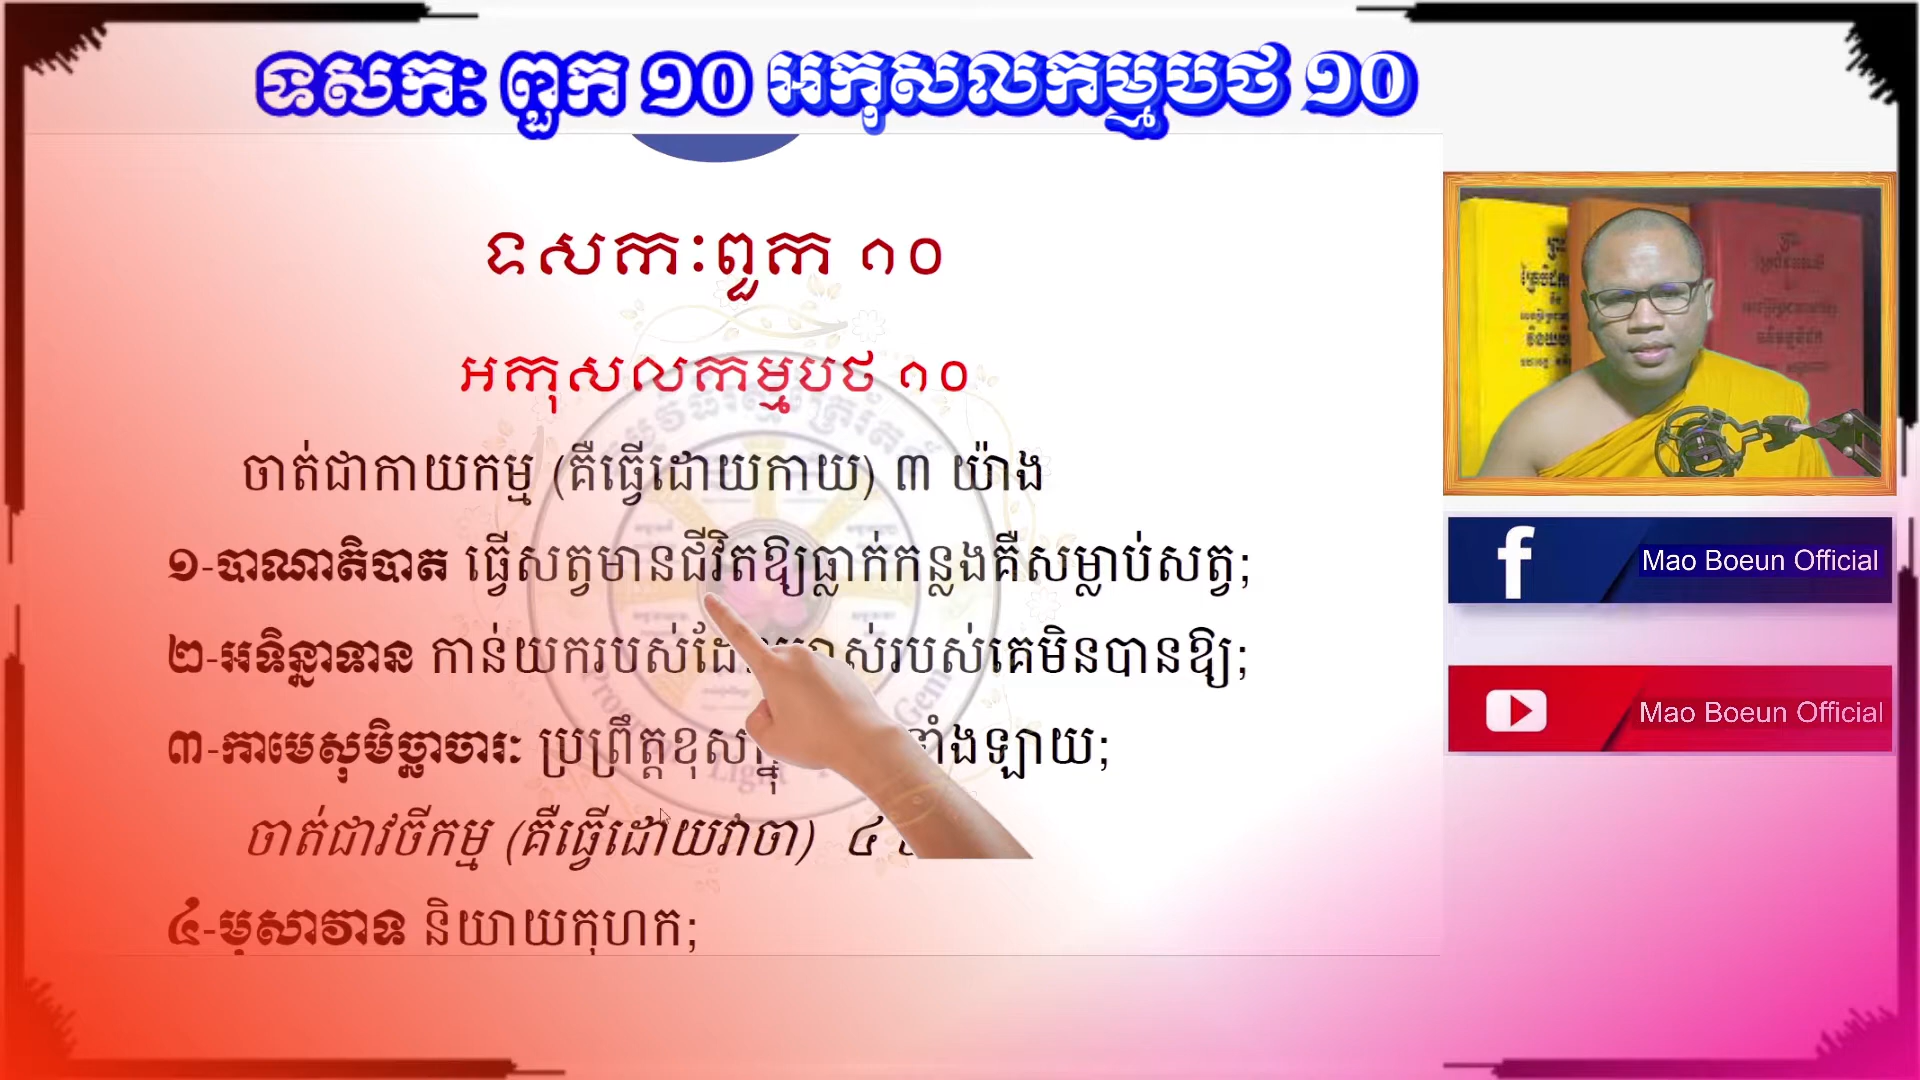 ទសកៈ ពួក ១០ អកុសលកម្មបថ ១០
ទសកៈពួក ១០
អកុសលកម្មបថ ១០
ចាត់ជាកាយកម្ម (គឺធ្វើដោយកាយ) ៣ យ៉ាង
១-បាណាតិបាត ធ្វើសត្វមានជីវិតឱ្យធ្លាក់កន្លងគឺសម្លាប់សត្វ;
២-អទិន្នាទាន កាន់យករបស់ដែលម្ចាស់របស់គេមិនបានឱ្យ;
៣-កាមេសុមិច្ឆាចារៈ ប្រព្រឹត្តខុសក្នុង ទាំងឡាយ;
ចាត់ជាវចីកម្ម (គឺធ្វើដោយវាចា) ៤
៤-មុសាវាទ និយាយកុហក;
Mao Boeun Official
Mao Boeun Official